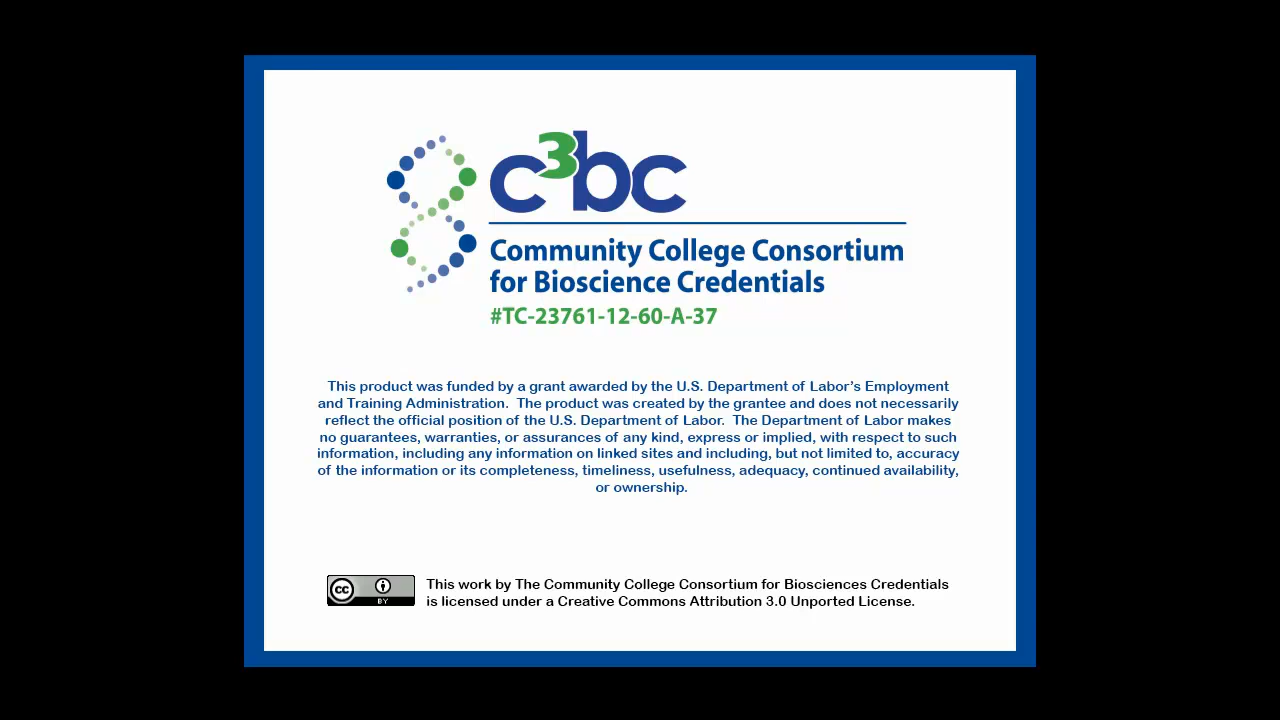 c3bc
Community College Consortium
for Bioscience Credentials
#TC-23761-12-60-A-37
This product was funded by a grant awarded by the U.S. Department of Labor’s Employment
and Training Administration.  The product was created by the grantee and does not necessarily
reflect the official position of the U.S. Department of Labor.  The Department of Labor makes
no guarantees, warranties, or assurances of any kind, express or implied, with respect to such
information, including any information on linked sites and including, but not limited to, accuracy
of the information or its completeness, timeliness, usefulness, adequacy, continued availability,
or ownership.
cc
BY
This work by The Community College Consortium for Biosciences Credentials
is licensed under a Creative Commons Attribution 3.0 Unported License.